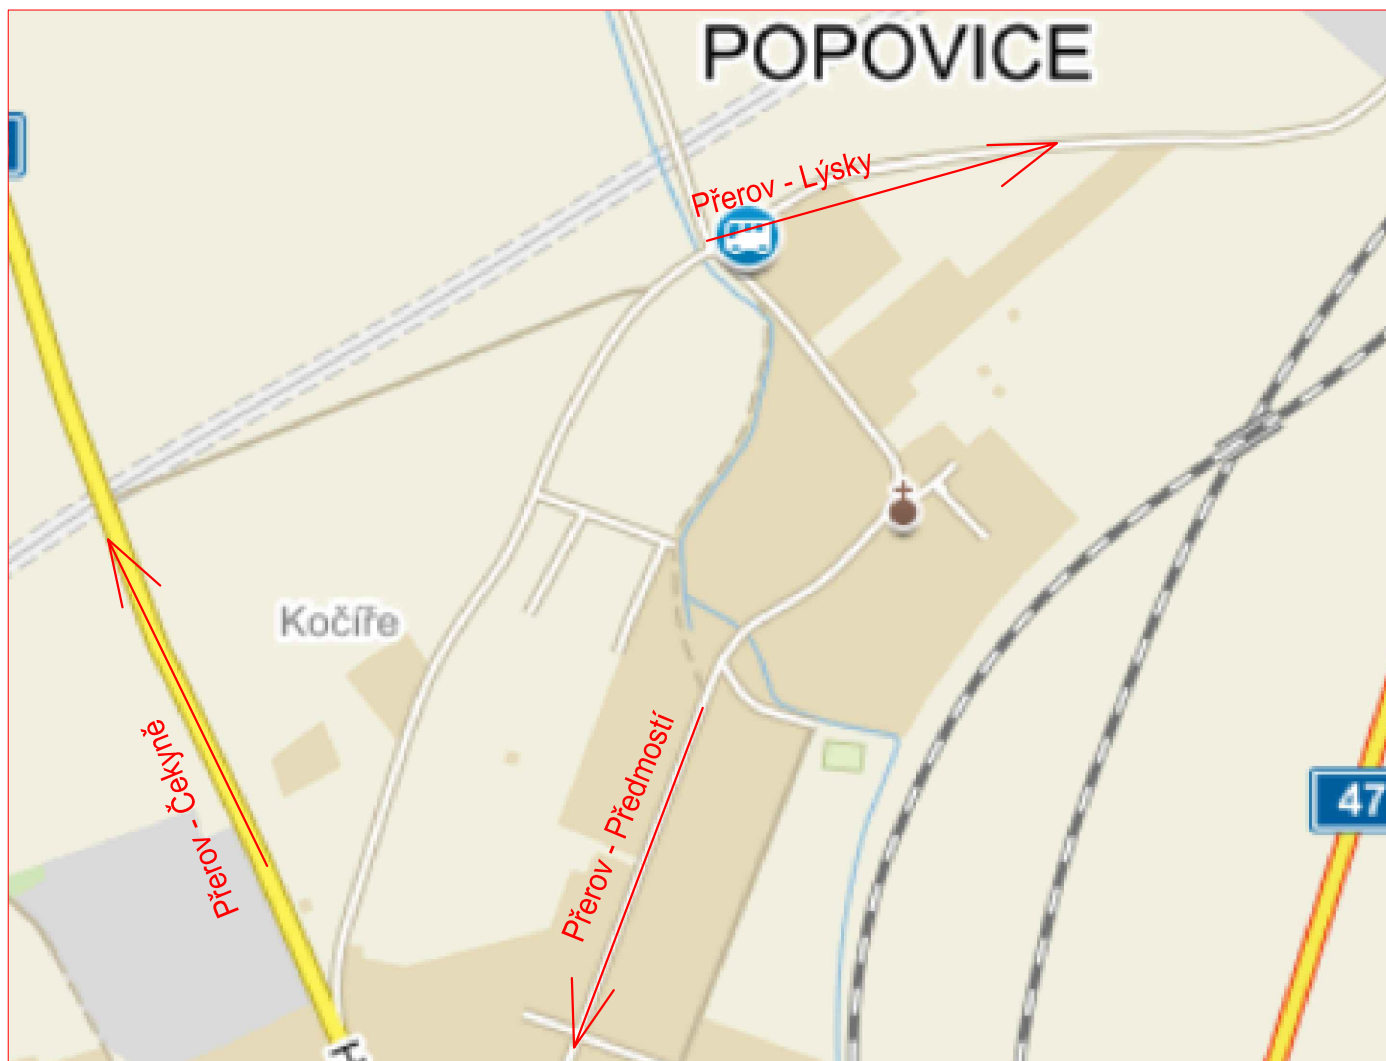 POPOVICE
Přerov - Lýsky
Kočíře
Přerov - Čekyně
Přerov - Předmostí
47